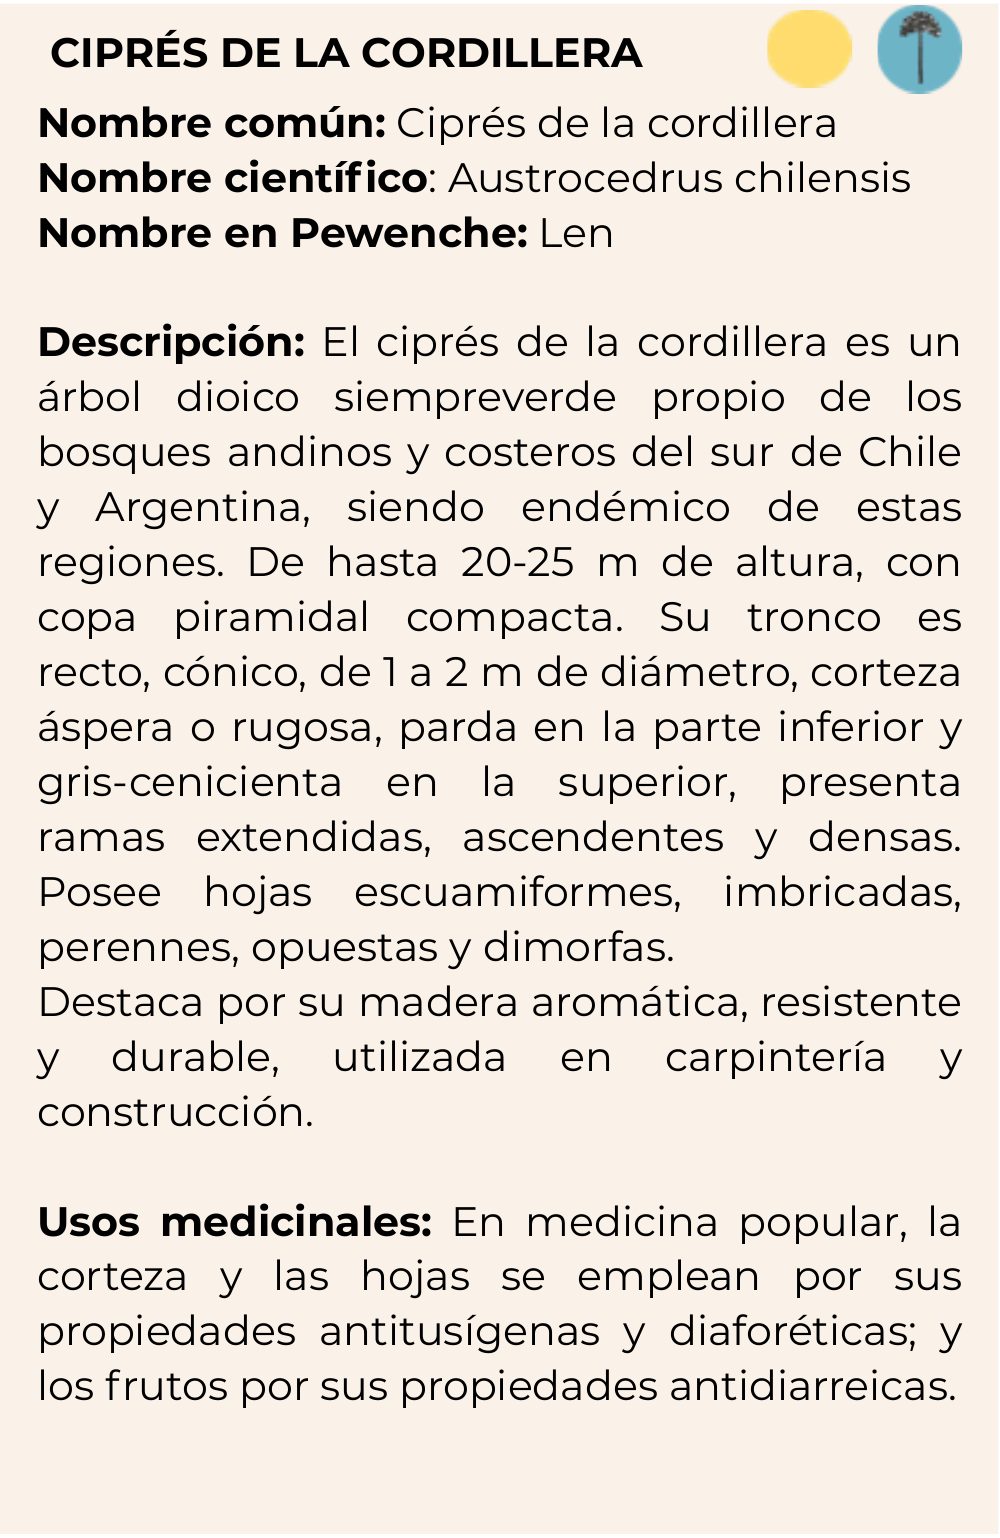 CIPRÉS DE LA CORDILLERA
Nombre común: Ciprés de la cordillera
Nombre científico: Austrocedrus chilensis
Nombre en Pewenche: Len
Descripción: El ciprés de la cordillera es un
árbol dioico siempreverde propio de los
bosques andinos y costeros del sur de Chile
y Argentina, siendo endémico de estas
regiones. De hasta 20-25 m de altura, con
copa piramidal compacta. Su tronco es
recto, cónico, de 1 a 2 m de diámetro, corteza
áspera o rugosa, parda en la parte inferior y
gris-cenicienta en la superior, presenta
ramas extendidas, ascendentes y densas.
Posee hojas escuamiformes, imbricadas,
perennes, opuestas y dimorfas.
Destaca por su madera aromática, resistente
y durable, utilizada en carpintería y
construcción.
Usos medicinales: En medicina popular, la
corteza y las hojas se emplean por sus
propiedades antitusígenas y diaforéticas; y
los frutos por sus propiedades antidiarreicas.